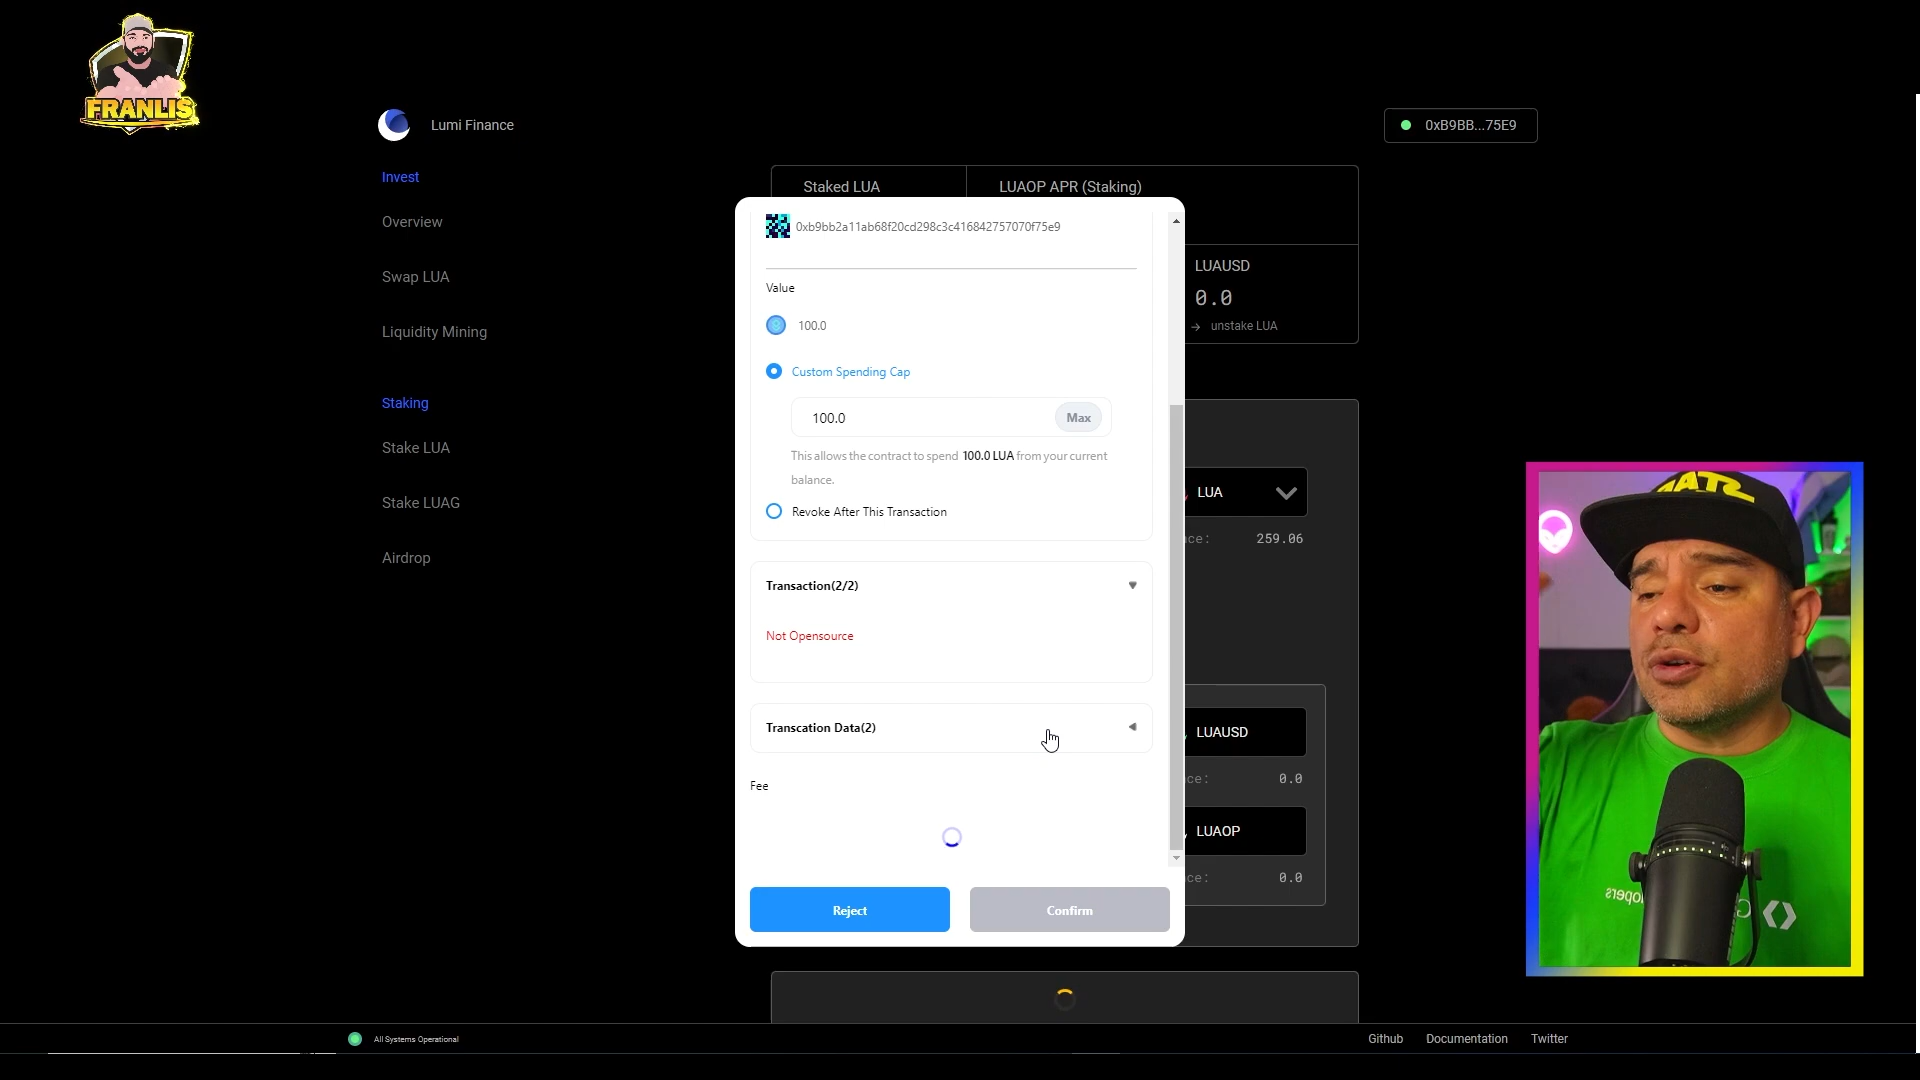 FRANLIS
Lumi Finance
0xB9BB...75E9
Invest
Overview
Swap LUA
Liquidity Mining
Staking
Stake LUA
Stake LUAG
Airdrop
Staked LUA
LUAOP APR (Staking)
0xb9bb2a11ab68f20cd298c3c416842757070f75e9
Value
100.0
Custom Spending Cap
100.0
Max
This allows the contract to spend 100.0 LUA from your current
balance.
Revoke After This Transaction
Transaction(2/2)
Not Opensource
Transcation Data(2)
Fee
Reject
Confirm
LUAUSD
0.0
→ unstake LUA
LUA
nce: 259.06
LUAUSD
ce: 0.0
LUAOP
ce: 0.0
All Systems Operational
Github
Documentation
Twitter